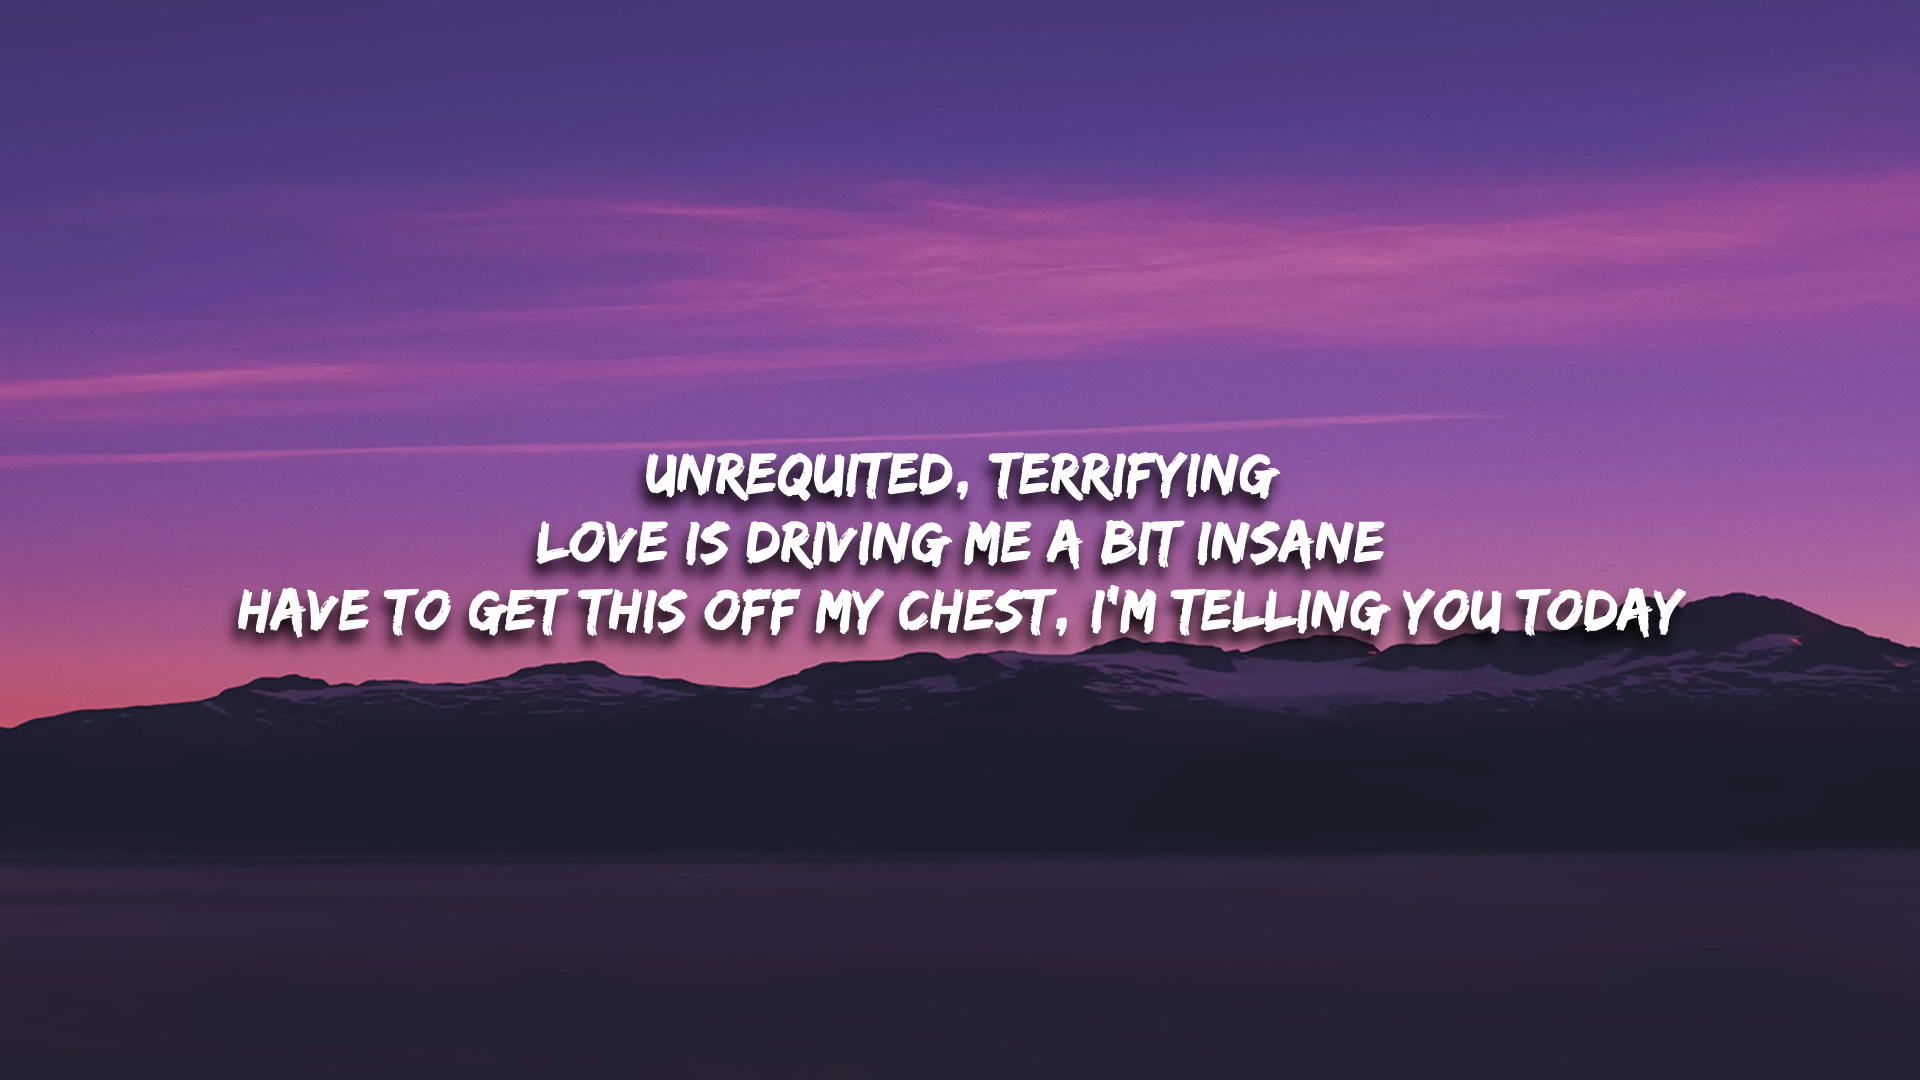 UNREQUITED, TERRIFYING
LOVE IS DRIVING ME A BIT INSANE
HAVE TO GET THIS OFF MY CHEST, I'M TELLING YOU TODAY